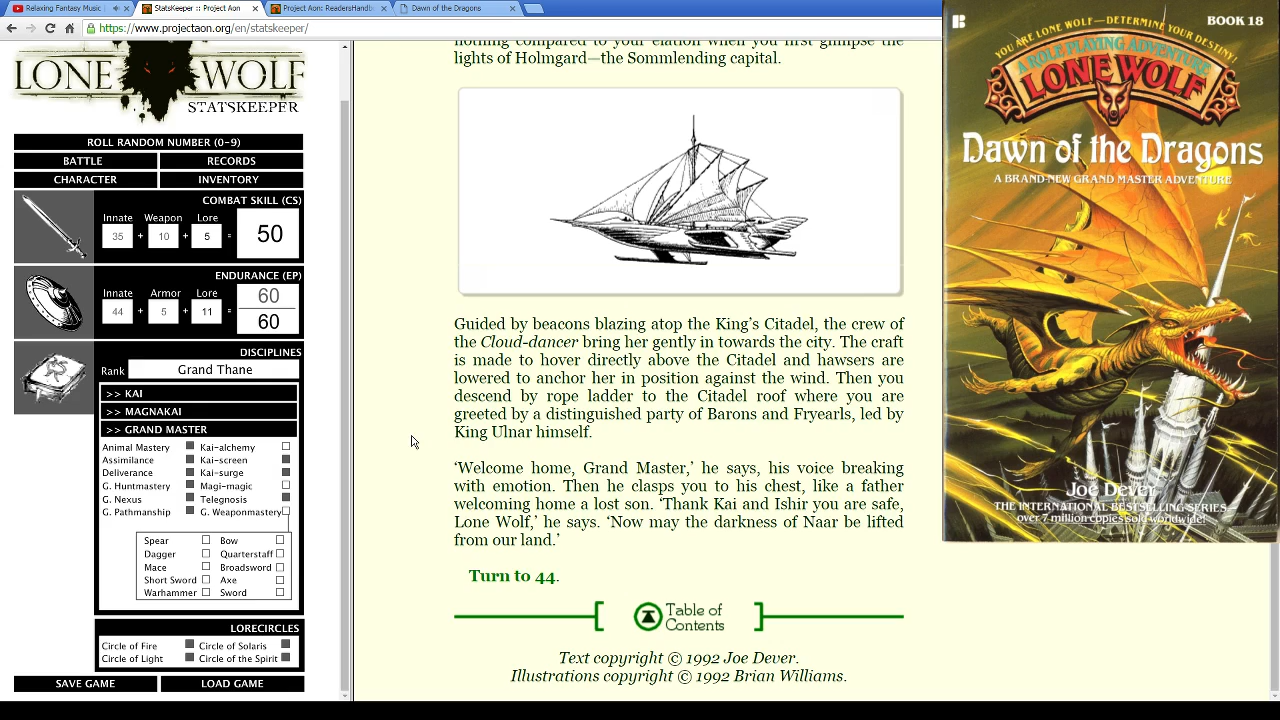 Relaxing Fantasy Music
StatsKeeper :: Project Aon
Project Aon: ReadersHandb
Dawn of the Dragons
https://www.projectaon.org/en/statskeeper/
LONE WOLF
STATSKEEPER
ROLL RANDOM NUMBER (0-9)
BATTLE
RECORDS
CHARACTER
INVENTORY
COMBAT SKILL (CS)
Innate Weapon Lore
35 + 10 + 5 = 50
ENDURANCE (EP)
Innate Armor Lore
60
44 + 5 + 11 =
60
DISCIPLINES
Rank Grand Thane
>> KAI
>> MAGNAKAI
>> GRAND MASTER
Animal Mastery Kai-alchemy
Assimilance Kai-screen
Deliverance Kai-surge
G. Huntmastery Magi-magic
G. Nexus Telegnosis
G. Pathmanship G. Weaponmastery
Spear Bow
Dagger Quarterstaff
Mace Broadsword
Short Sword Axe
Warhammer Sword
LORECIRCLES
Circle of Fire Circle of Solaris
Circle of Light Circle of the Spirit
SAVE GAME
LOAD GAME
nothing compared to your elation when you first glimpse the
lights of Holmgard—the Sommlending capital.
Guided by beacons blazing atop the King’s Citadel, the crew of
the Cloud-dancer bring her gently in towards the city. The craft
is made to hover directly above the Citadel and hawsers are
lowered to anchor her in position against the wind. Then you
descend by rope ladder to the Citadel roof where you are
greeted by a distinguished party of Barons and Fryearls, led by
King Ulnar himself.
‘Welcome home, Grand Master,’ he says, his voice breaking
with emotion. Then he clasps you to his chest, like a father
welcoming home a lost son. ‘Thank Kai and Ishir you are safe,
Lone Wolf,’ he says. ‘Now may the darkness of Naar be lifted
from our land.’
Turn to 44.
Table of
Contents
Text copyright © 1992 Joe Dever.
Illustrations copyright © 1992 Brian Williams.
B
BOOK 18
YOU ARE LONE WOLF—DETERMINE YOUR DESTINY!
A ROLE PLAYING ADVENTURE
LONE WOLF
Dawn of the Dragons
A BRAND-NEW GRAND MASTER ADVENTURE
Joe Dever
THE INTERNATIONAL BESTSELLING SERIES—
over 7 million copies sold worldwide!